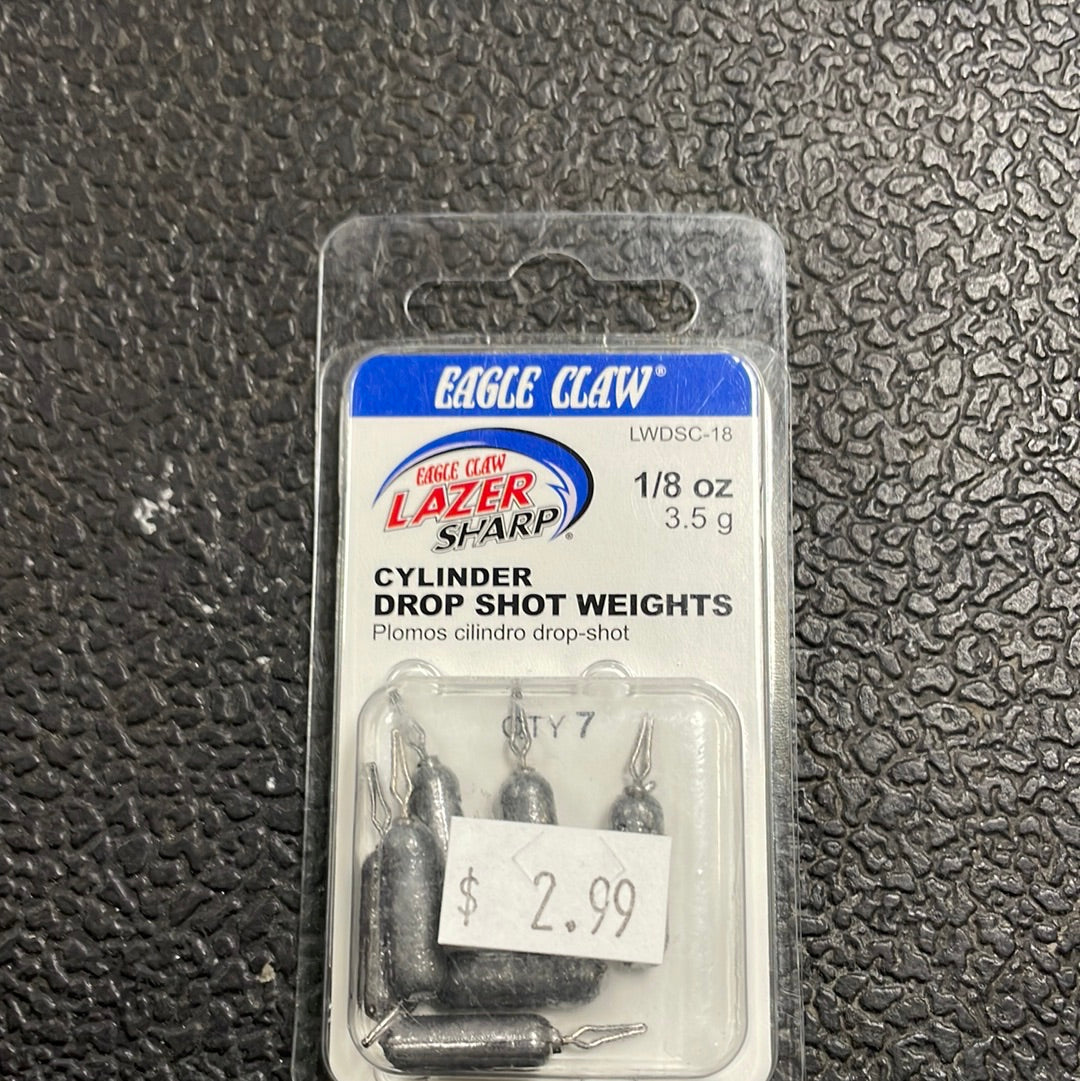 EAGLE CLAW®
LWDSC-18
EAGLE CLAW
LAZER
SHARP®
1/8 oz
3.5 g
CYLINDER
DROP SHOT WEIGHTS
Plomos cilindro drop-shot
QTY 7
$ 2.99